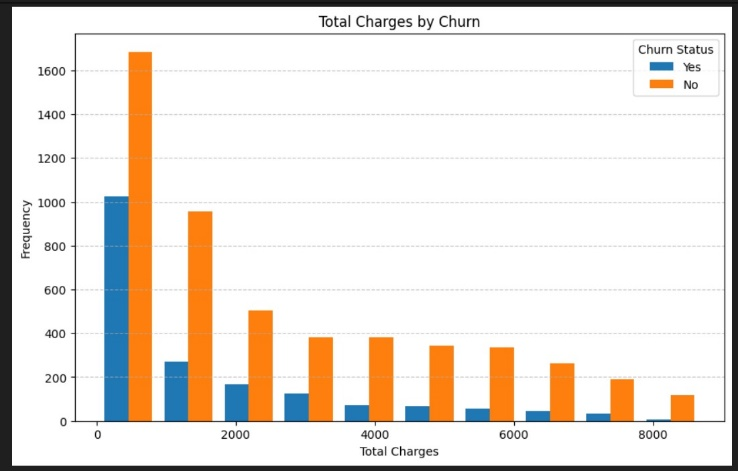 Total Charges by Churn
Churn Status
Yes
No
1600
1400
1200
1000
800
600
400
200
0
Frequency
0 2000 4000 6000 8000
Total Charges